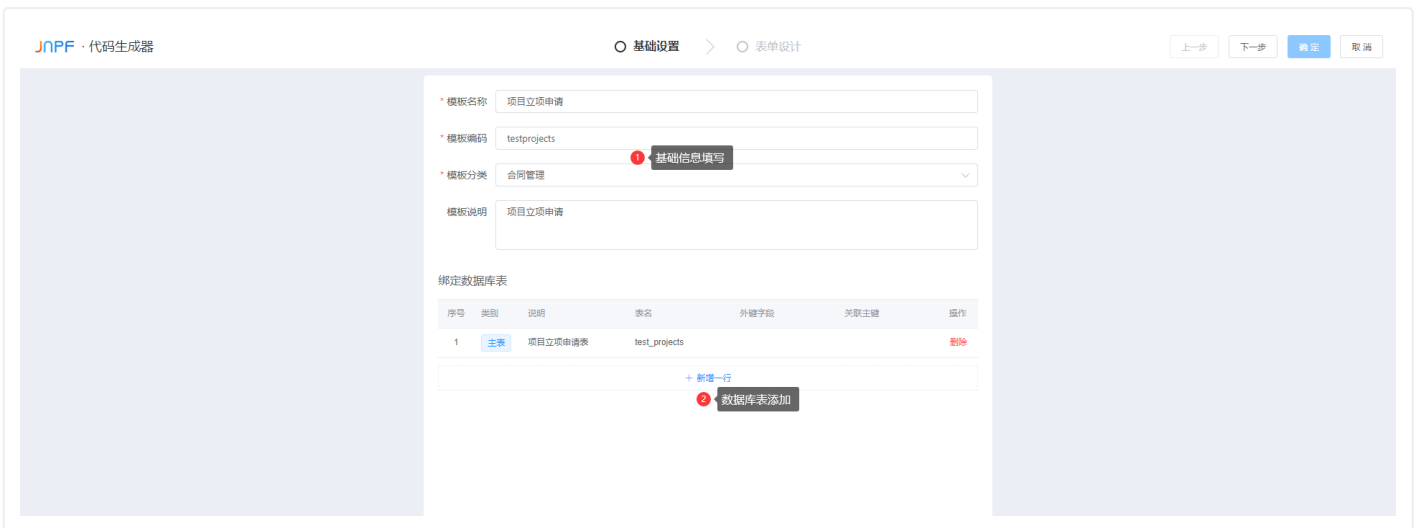 JNPF · 代码生成器 基础设置 表单设计 上一步 下一步 确定 取消
* 模板名称 项目立项申请
* 模板编码 testprojects
1 基础信息填写
* 模板分类 合同管理
模板说明 项目立项申请
绑定数据库表
序号 类别 说明 表名 外键字段 关联主键 操作
1 主表 项目立项申请表 test_projects 删除
+ 新增一行
2 数据库表添加